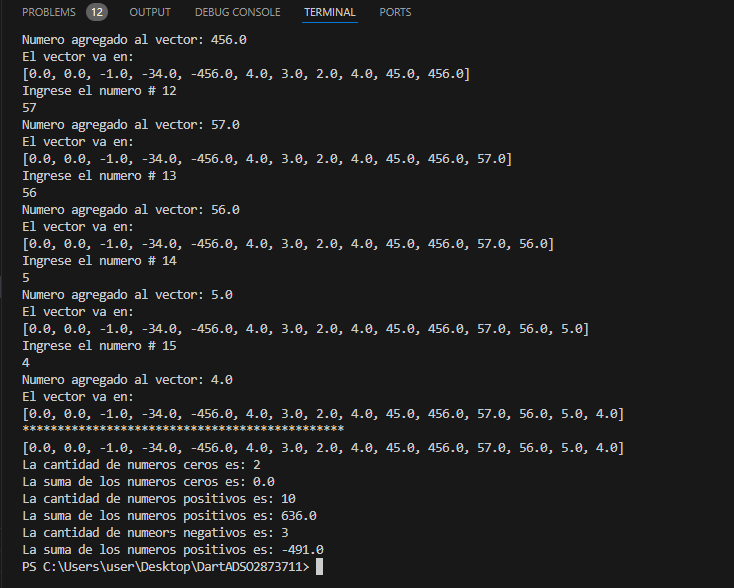 PROBLEMS 12 OUTPUT DEBUG CONSOLE TERMINAL PORTS
Numero agregado al vector: 456.0
El vector va en:
[0.0, 0.0, -1.0, -34.0, -456.0, 4.0, 3.0, 2.0, 4.0, 45.0, 456.0]
Ingrese el numero # 12
57
Numero agregado al vector: 57.0
El vector va en:
[0.0, 0.0, -1.0, -34.0, -456.0, 4.0, 3.0, 2.0, 4.0, 45.0, 456.0, 57.0]
Ingrese el numero # 13
56
Numero agregado al vector: 56.0
El vector va en:
[0.0, 0.0, -1.0, -34.0, -456.0, 4.0, 3.0, 2.0, 4.0, 45.0, 456.0, 57.0, 56.0]
Ingrese el numero # 14
5
Numero agregado al vector: 5.0
El vector va en:
[0.0, 0.0, -1.0, -34.0, -456.0, 4.0, 3.0, 2.0, 4.0, 45.0, 456.0, 57.0, 56.0, 5.0]
Ingrese el numero # 15
4
Numero agregado al vector: 4.0
El vector va en:
[0.0, 0.0, -1.0, -34.0, -456.0, 4.0, 3.0, 2.0, 4.0, 45.0, 456.0, 57.0, 56.0, 5.0, 4.0]
**********************************************
[0.0, 0.0, -1.0, -34.0, -456.0, 4.0, 3.0, 2.0, 4.0, 45.0, 456.0, 57.0, 56.0, 5.0, 4.0]
La cantidad de numeros ceros es: 2
La suma de los numeros ceros es: 0.0
La cantidad de numeros positivos es: 10
La suma de los numeros positivos es: 636.0
La cantidad de numeors negativos es: 3
La suma de los numeros positivos es: -491.0
PS C:\Users\user\Desktop\DartADSO2873711>